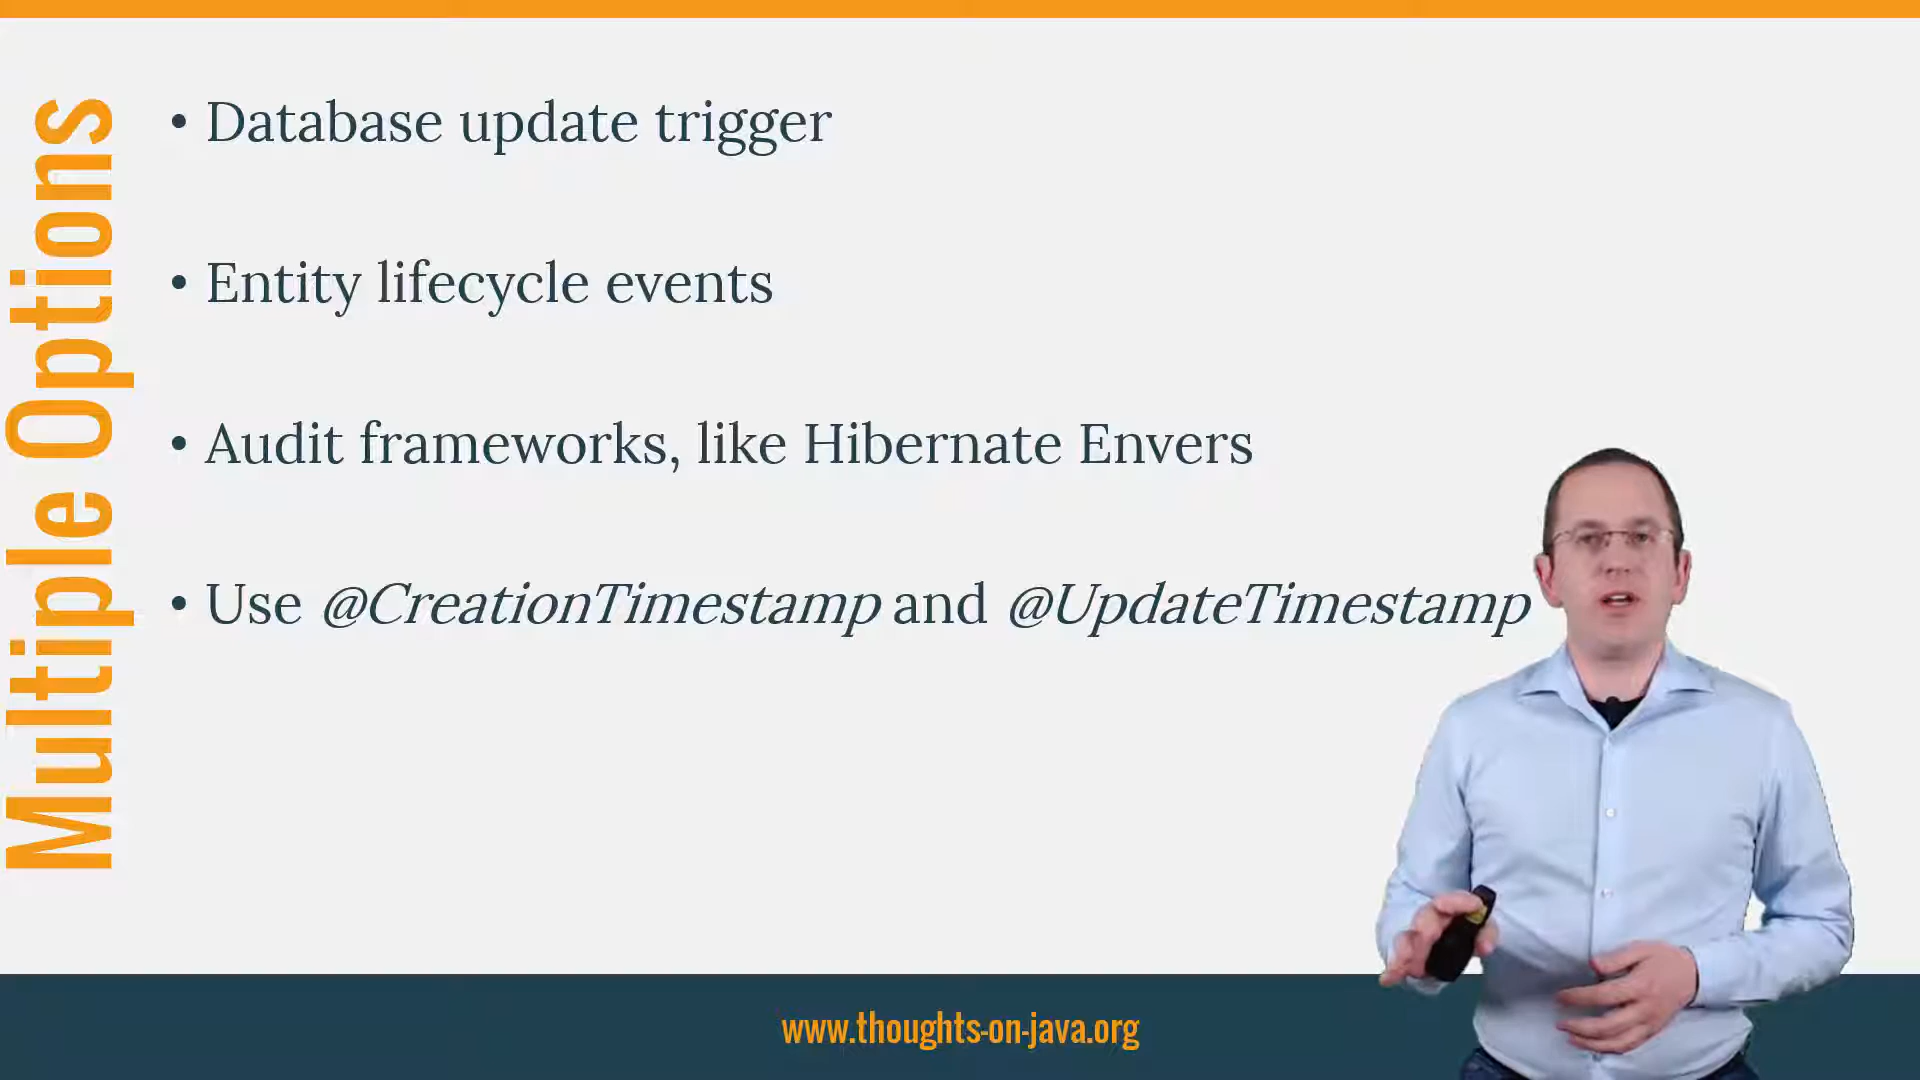 Multiple Options
• Database update trigger
• Entity lifecycle events
• Audit frameworks, like Hibernate Envers
• Use @CreationTimestamp and @UpdateTimestamp
www.thoughts-on-java.org